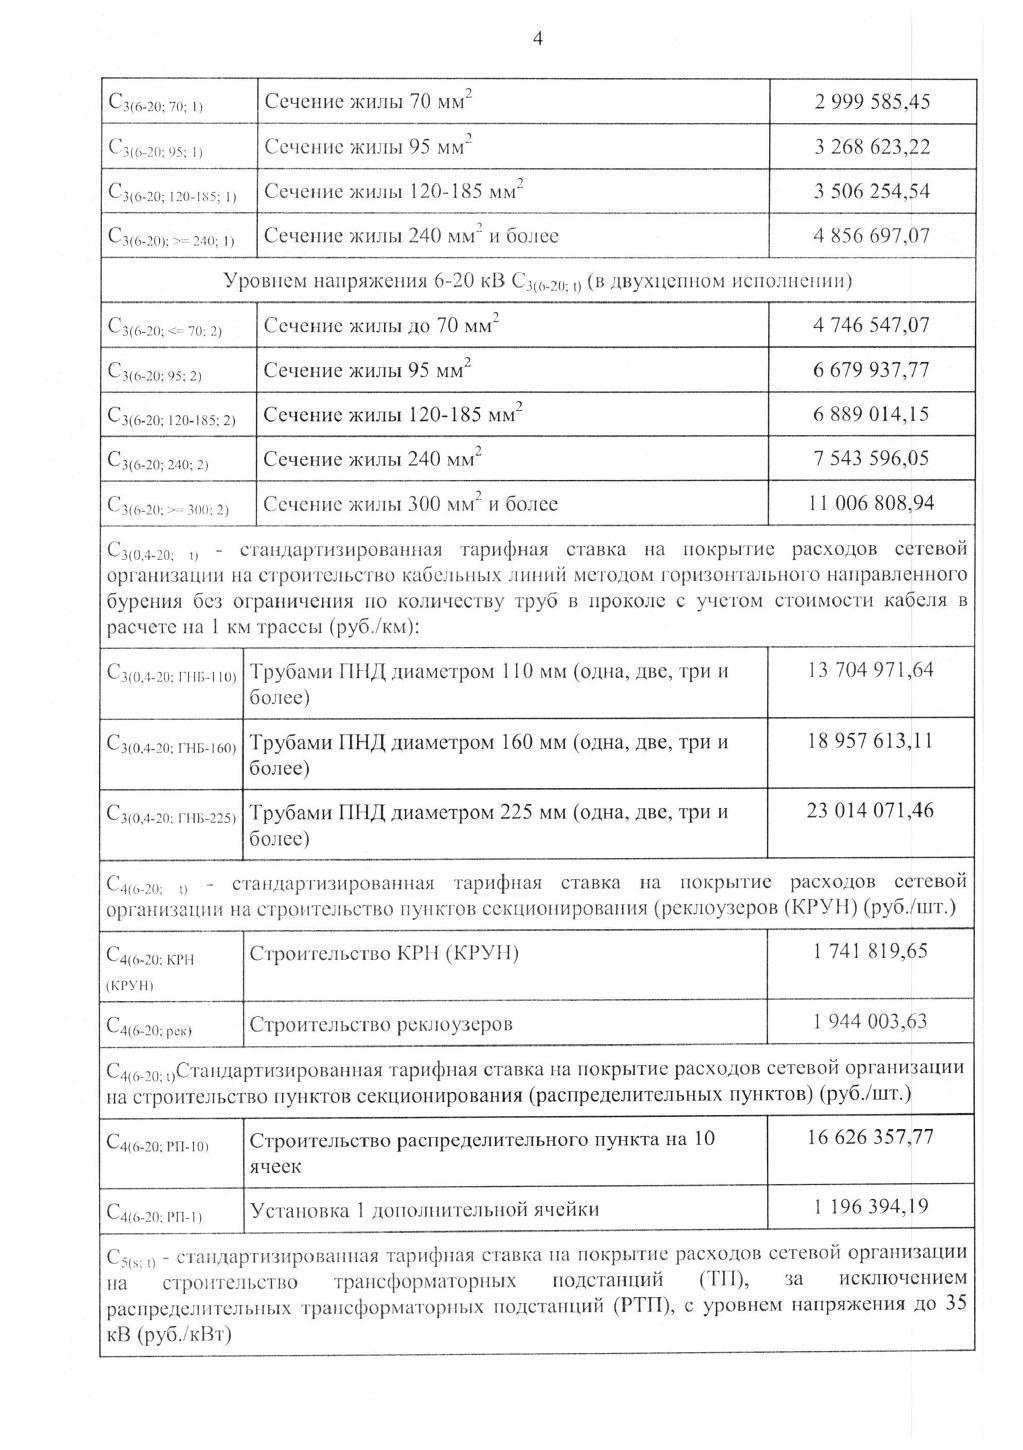 4
С3(6-20; 70; 1) Сечение жилы 70 мм2 2 999 585,45
С3(6-20; 95; 1) Сечение жилы 95 мм2 3 268 623,22
С3(6-20; 120-185; 1) Сечение жилы 120-185 мм2 3 506 254,54
С3(6-20); >= 240; 1) Сечение жилы 240 мм2 и более 4 856 697,07
Уровнем напряжения 6-20 кВ С3(6-20; t) (в двухцепном исполнении)
С3(6-20; <= 70; 2) Сечение жилы до 70 мм2 4 746 547,07
С3(6-20; 95; 2) Сечение жилы 95 мм2 6 679 937,77
С3(6-20; 120-185; 2) Сечение жилы 120-185 мм2 6 889 014,15
С3(6-20; 240; 2) Сечение жилы 240 мм2 7 543 596,05
С3(6-20; >= 300; 2) Сечение жилы 300 мм2 и более 11 006 808,94
С3(0,4-20; t) - стандартизированная тарифная ставка на покрытие расходов сетевой
организации на строительство кабельных линий методом горизонтального направленного
бурения без ограничения по количеству труб в проколе с учетом стоимости кабеля в
расчете на 1 км трассы (руб./км):
С3(0,4-20; ГНБ-110) Трубами ПНД диаметром 110 мм (одна, две, три и 13 704 971,64
более)
С3(0,4-20; ГНБ-160) Трубами ПНД диаметром 160 мм (одна, две, три и 18 957 613,11
более)
С3(0,4-20; ГНБ-225) Трубами ПНД диаметром 225 мм (одна, две, три и 23 014 071,46
более)
С4(6-20; t) - стандартизированная тарифная ставка на покрытие расходов сетевой
организации на строительство пунктов секционирования (реклоузеров (КРУН) (руб./шт.)
С4(6-20; КРН Строительство КРН (КРУН) 1 741 819,65
(КРУН)
С4(6-20; рек) Строительство реклоузеров 1 944 003,63
С4(6-20; t)Стандартизированная тарифная ставка на покрытие расходов сетевой организации
на строительство пунктов секционирования (распределительных пунктов) (руб./шт.)
С4(6-20; РП-10) Строительство распределительного пункта на 10 16 626 357,77
ячеек
С4(6-20; РП-1) Установка 1 дополнительной ячейки 1 196 394,19
С5(s; t) - стандартизированная тарифная ставка на покрытие расходов сетевой организации
на строительство трансформаторных подстанций (ТП), за исключением
распределительных трансформаторных подстанций (РТП), с уровнем напряжения до 35
кВ (руб./кВт)